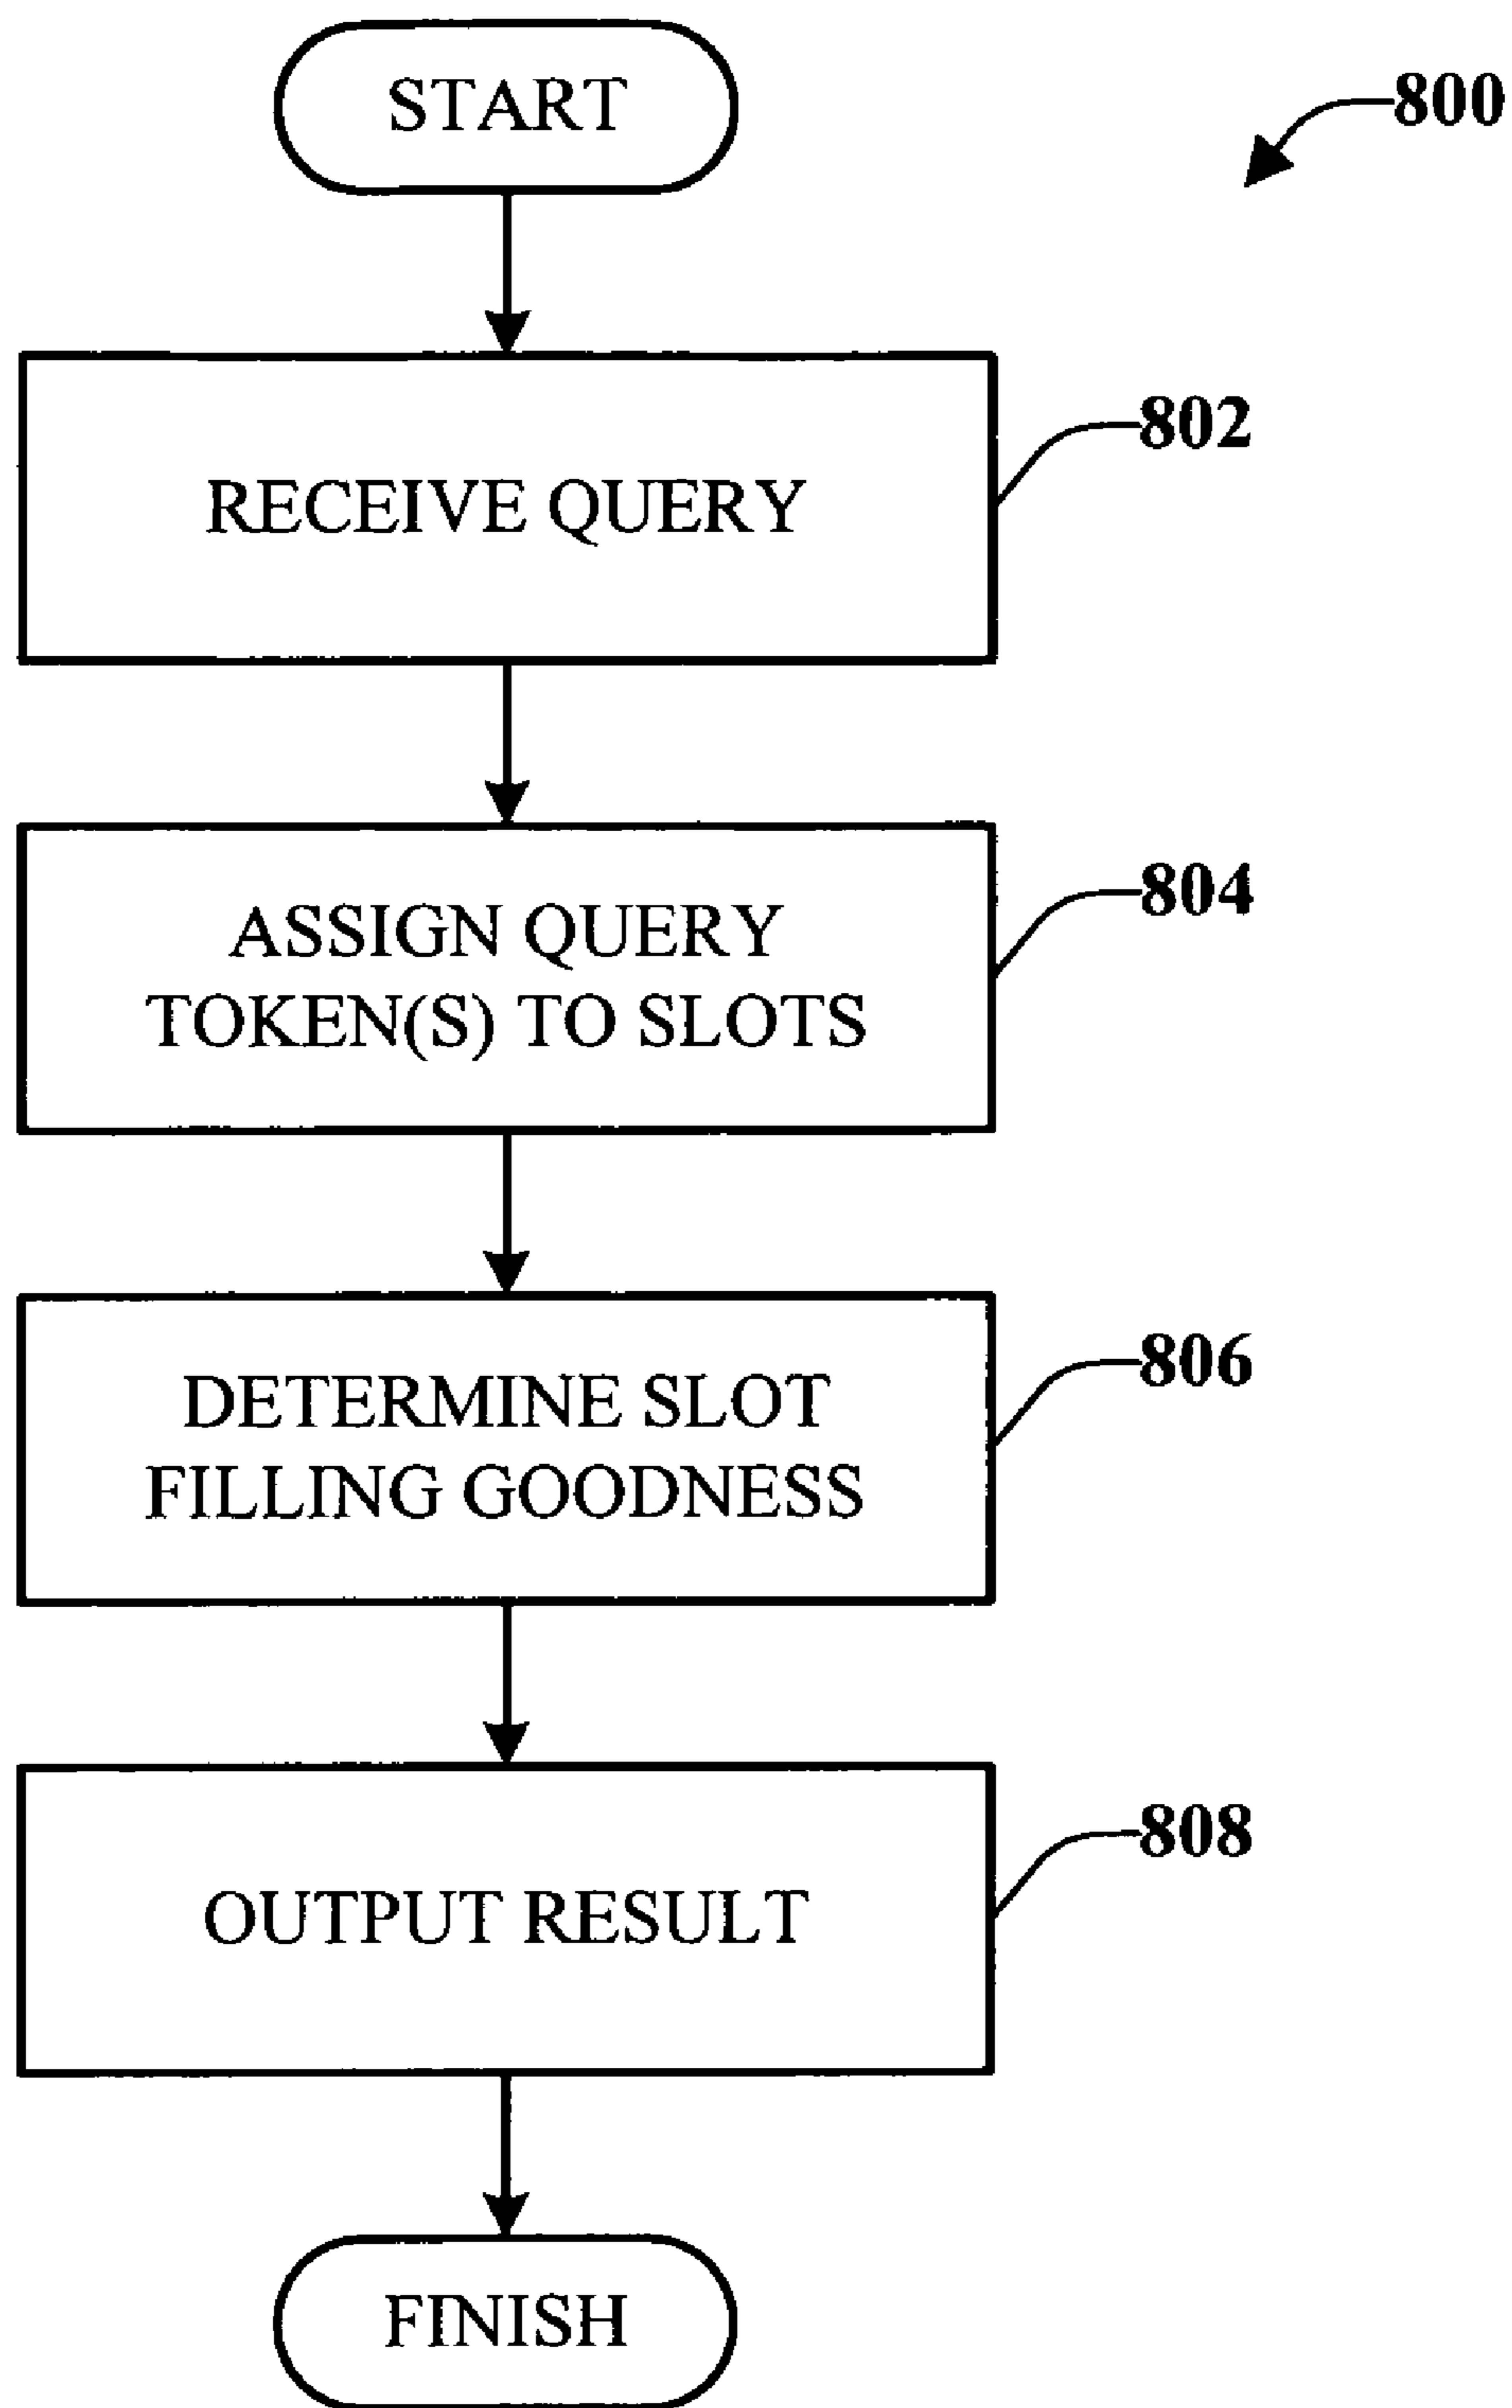 START
800
RECEIVE QUERY
802
ASSIGN QUERY
TOKEN(S) TO SLOTS
804
DETERMINE SLOT
FILLING GOODNESS
806
OUTPUT RESULT
808
FINISH